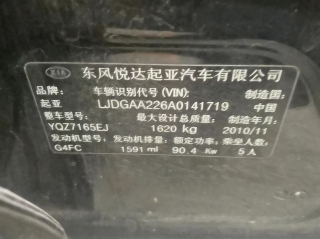 KIA 东风悦达起亚汽车有限公司
品牌: 车辆识别代号(VIN): 制造国:
起亚 LJDGAA226A0141719 中国
整车型号: 最大设计总质量: 制造年月:
YQZ7165EJ 1620 kg 2010/11
发动机型号: 发动机排量: 额定功率: 乘坐人数:
G4FC 1591 ml 90.4 Kw 5人